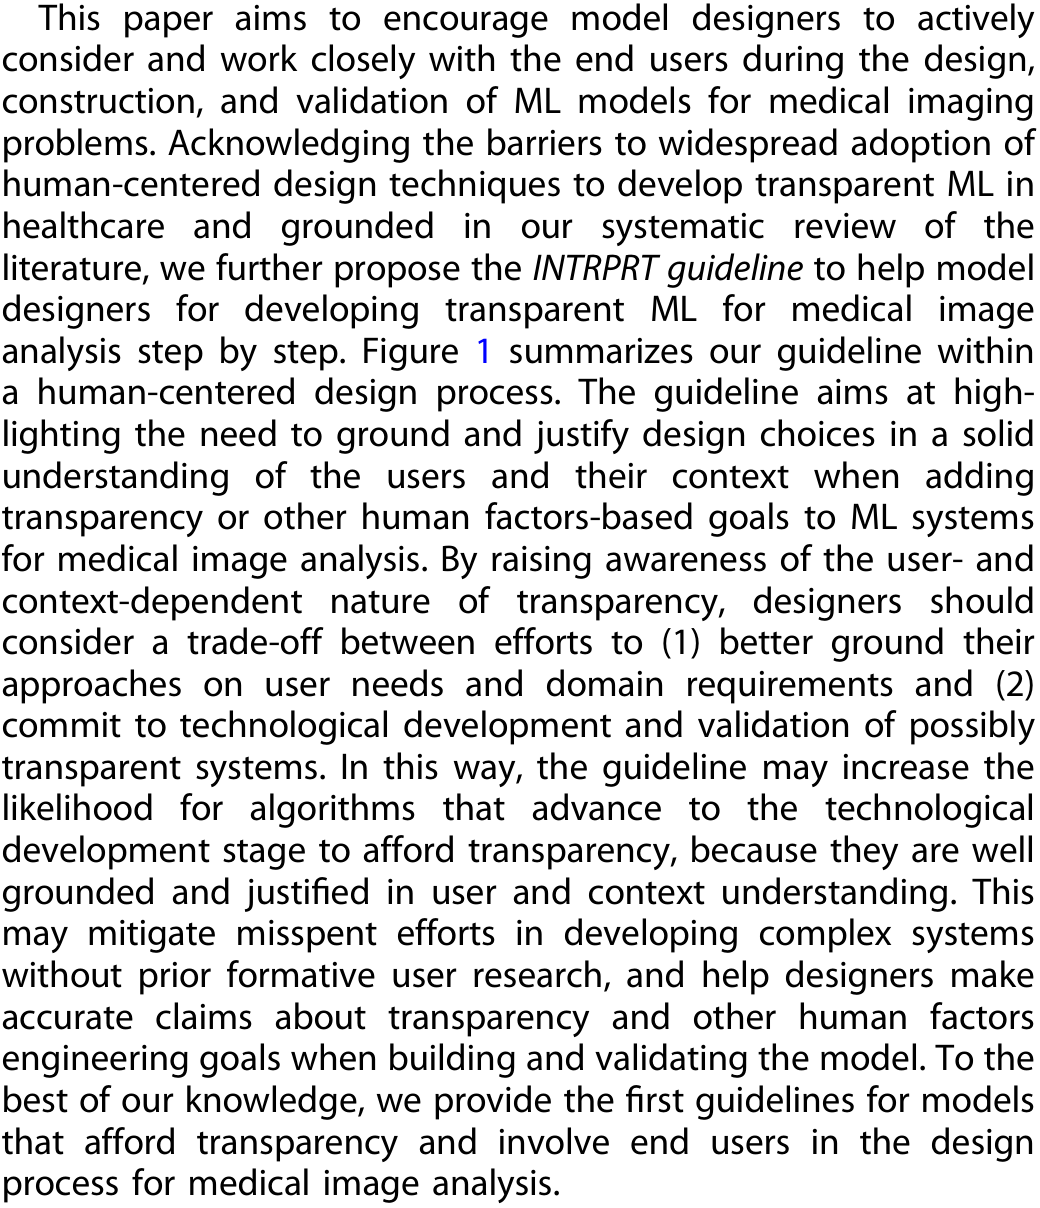 This paper aims to encourage model designers to actively
consider and work closely with the end users during the design,
construction, and validation of ML models for medical imaging
problems. Acknowledging the barriers to widespread adoption of
human-centered design techniques to develop transparent ML in
healthcare and grounded in our systematic review of the
literature, we further propose the INTRPRT guideline to help model
designers for developing transparent ML for medical image
analysis step by step. Figure 1 summarizes our guideline within
a human-centered design process. The guideline aims at high-
lighting the need to ground and justify design choices in a solid
understanding of the users and their context when adding
transparency or other human factors-based goals to ML systems
for medical image analysis. By raising awareness of the user- and
context-dependent nature of transparency, designers should
consider a trade-off between efforts to (1) better ground their
approaches on user needs and domain requirements and (2)
commit to technological development and validation of possibly
transparent systems. In this way, the guideline may increase the
likelihood for algorithms that advance to the technological
development stage to afford transparency, because they are well
grounded and justified in user and context understanding. This
may mitigate misspent efforts in developing complex systems
without prior formative user research, and help designers make
accurate claims about transparency and other human factors
engineering goals when building and validating the model. To the
best of our knowledge, we provide the first guidelines for models
that afford transparency and involve end users in the design
process for medical image analysis.